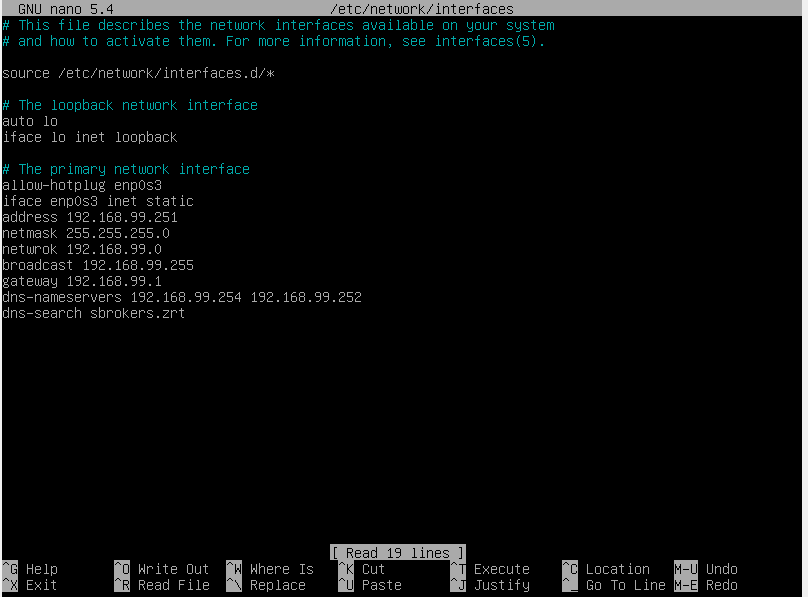 GNU nano 5.4 /etc/network/interfaces
# This file describes the network interfaces available on your system
# and how to activate them. For more information, see interfaces(5).
source /etc/network/interfaces.d/*
# The loopback network interface
auto lo
iface lo inet loopback
# The primary network interface
allow-hotplug enp0s3
iface enp0s3 inet static
address 192.168.99.251
netmask 255.255.255.0
netwrok 192.168.99.0
broadcast 192.168.99.255
gateway 192.168.99.1
dns-nameservers 192.168.99.254 192.168.99.252
dns-search sbrokers.zrt
[ Read 19 lines ]
^G Help ^O Write Out ^W Where Is ^K Cut ^T Execute ^C Location M-U Undo
^X Exit ^R Read File ^\ Replace ^U Paste ^J Justify ^_ Go To Line M-E Redo